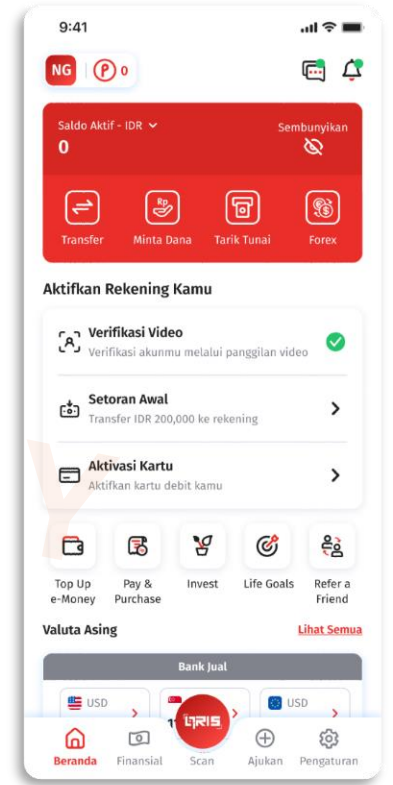 9:41
NG
P 0
Saldo Aktif - IDR
Sembunyikan
0
Rp
Transfer
Minta Dana
Tarik Tunai
Forex
Aktifkan Rekening Kamu
Verifikasi Video
Verifikasi akunmu melalui panggilan video
Setoran Awal
Transfer IDR 200,000 ke rekening
Aktivasi Kartu
Aktifkan kartu debit kamu
Top Up
e-Money
Pay &
Purchase
Invest
Life Goals
Refer a
Friend
Valuta Asing
Lihat Semua
Bank Jual
USD
USD
QRIS
Beranda
Finansial
Scan
Ajukan
Pengaturan